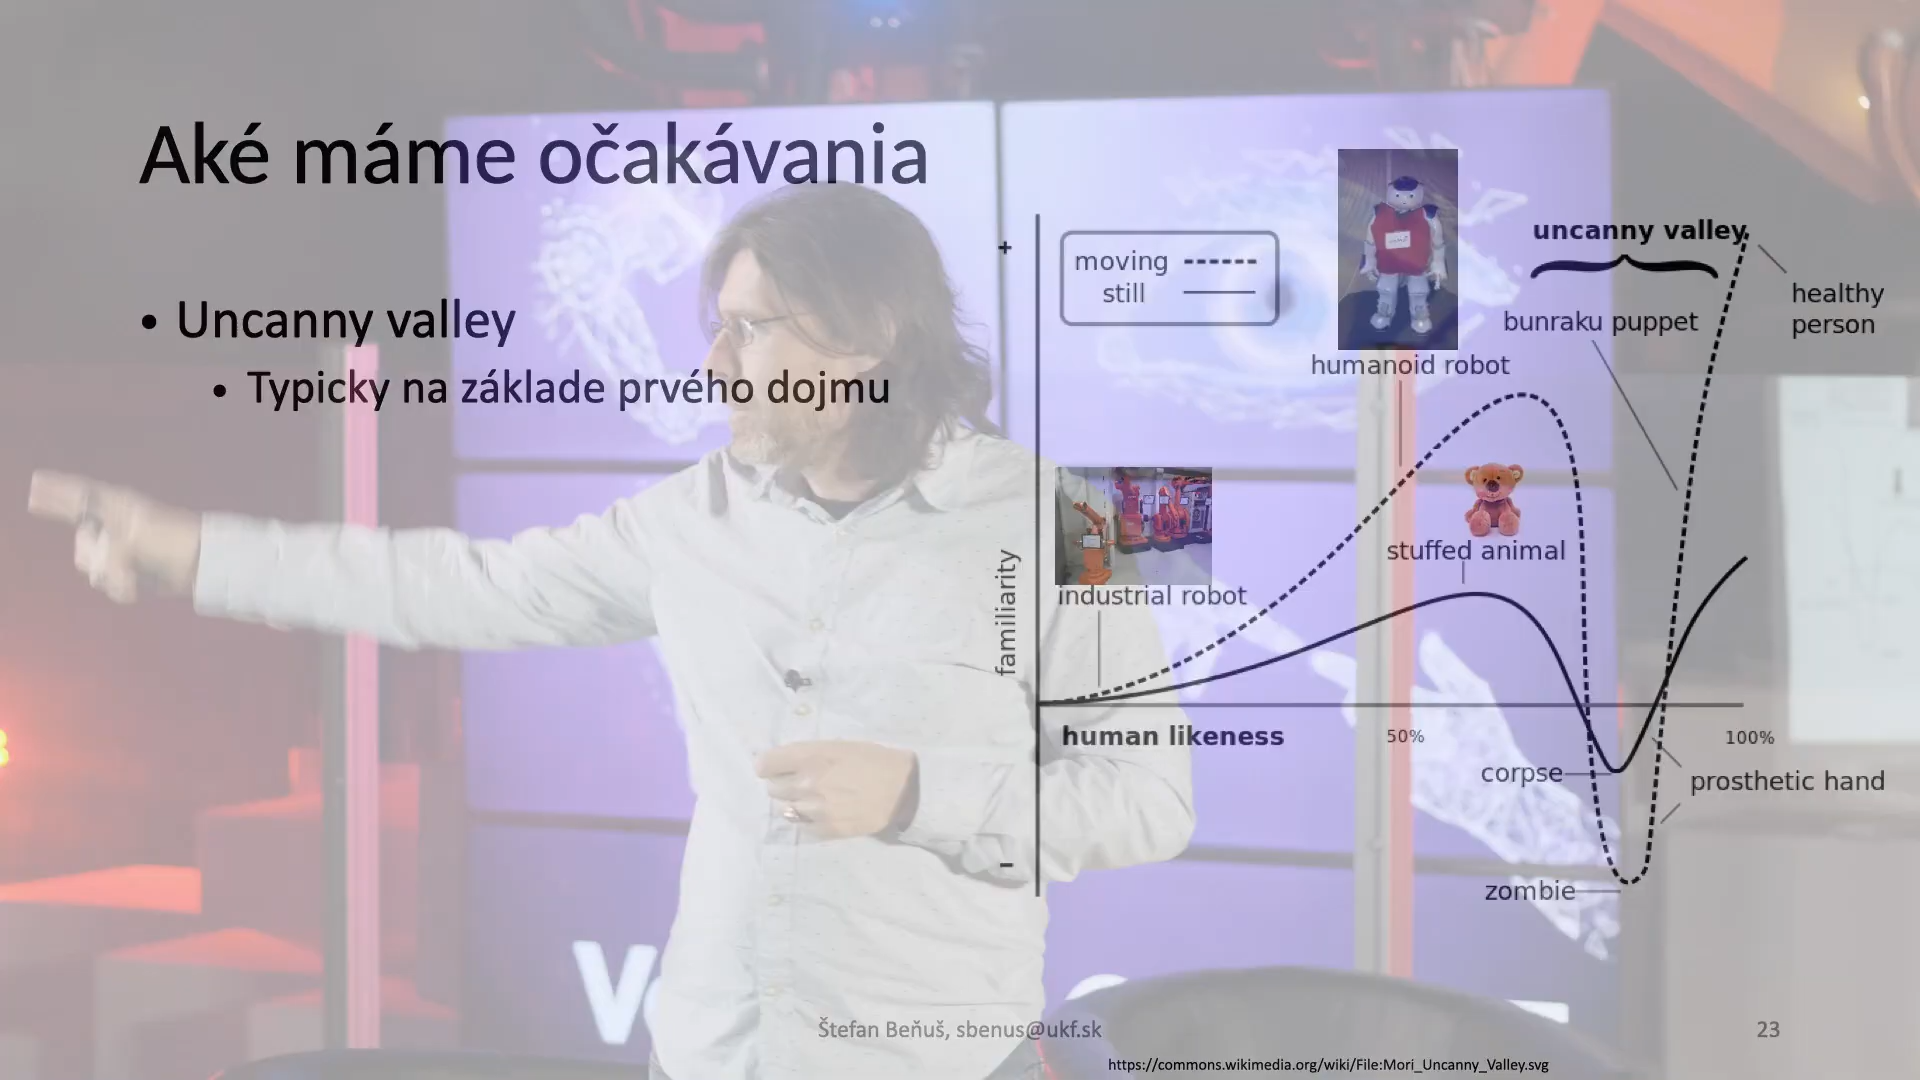 Aké máme očakávania
• Uncanny valley
• Typicky na základe prvého dojmu
+
moving
still
uncanny valley
healthy
person
bunraku puppet
humanoid robot
stuffed animal
industrial robot
familiarity
human likeness
50%
100%
corpse
prosthetic hand
–
zombie
Štefan Beňuš, sbenus@ukf.sk
23
https://commons.wikimedia.org/wiki/File:Mori_Uncanny_Valley.svg